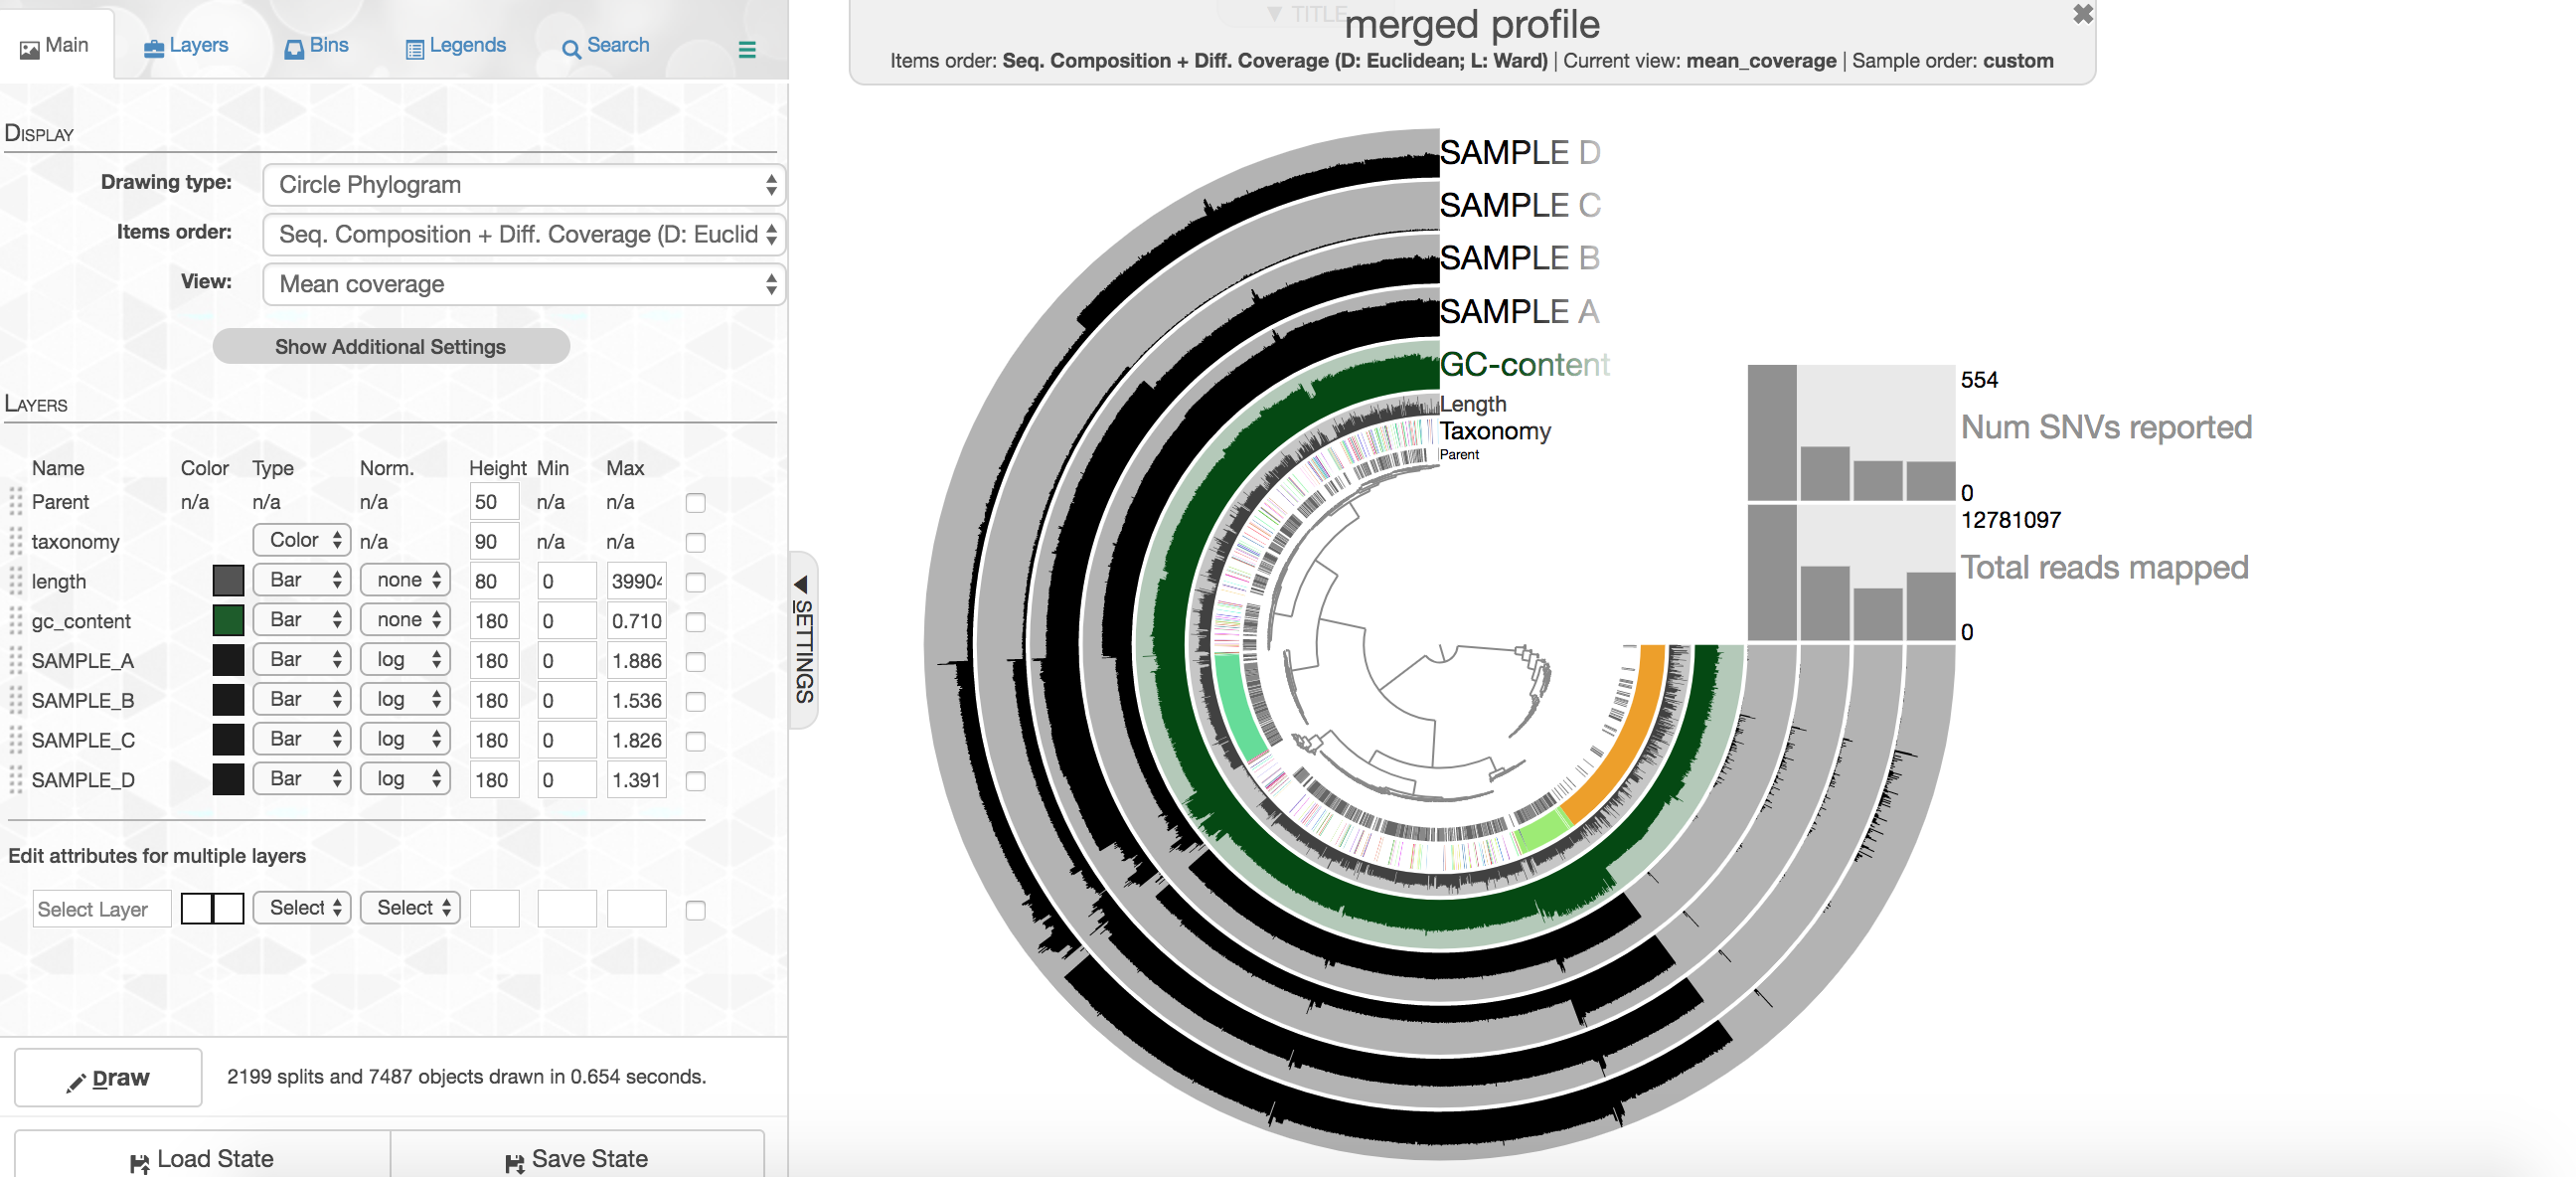 Main Layers Bins Legends Search
DISPLAY
Drawing type: Circle Phylogram
Items order: Seq. Composition + Diff. Coverage (D: Euclid
View: Mean coverage
Show Additional Settings
LAYERS
Name Color Type Norm. Height Min Max
Parent n/a n/a n/a 50 n/a n/a
taxonomy Color n/a 90 n/a n/a
length Bar none 80 0 39904
gc_content Bar none 180 0 0.710
SAMPLE_A Bar log 180 0 1.886
SAMPLE_B Bar log 180 0 1.536
SAMPLE_C Bar log 180 0 1.826
SAMPLE_D Bar log 180 0 1.391
Edit attributes for multiple layers
Select Layer Select Select
Draw 2199 splits and 7487 objects drawn in 0.654 seconds.
Load State Save State
◀ SETTINGS
▼ TITLE
merged profile
Items order: Seq. Composition + Diff. Coverage (D: Euclidean; L: Ward) | Current view: mean_coverage | Sample order: custom
SAMPLE D
SAMPLE C
SAMPLE B
SAMPLE A
GC-content
Length
Taxonomy
Parent
554
Num SNVs reported
0
12781097
Total reads mapped
0